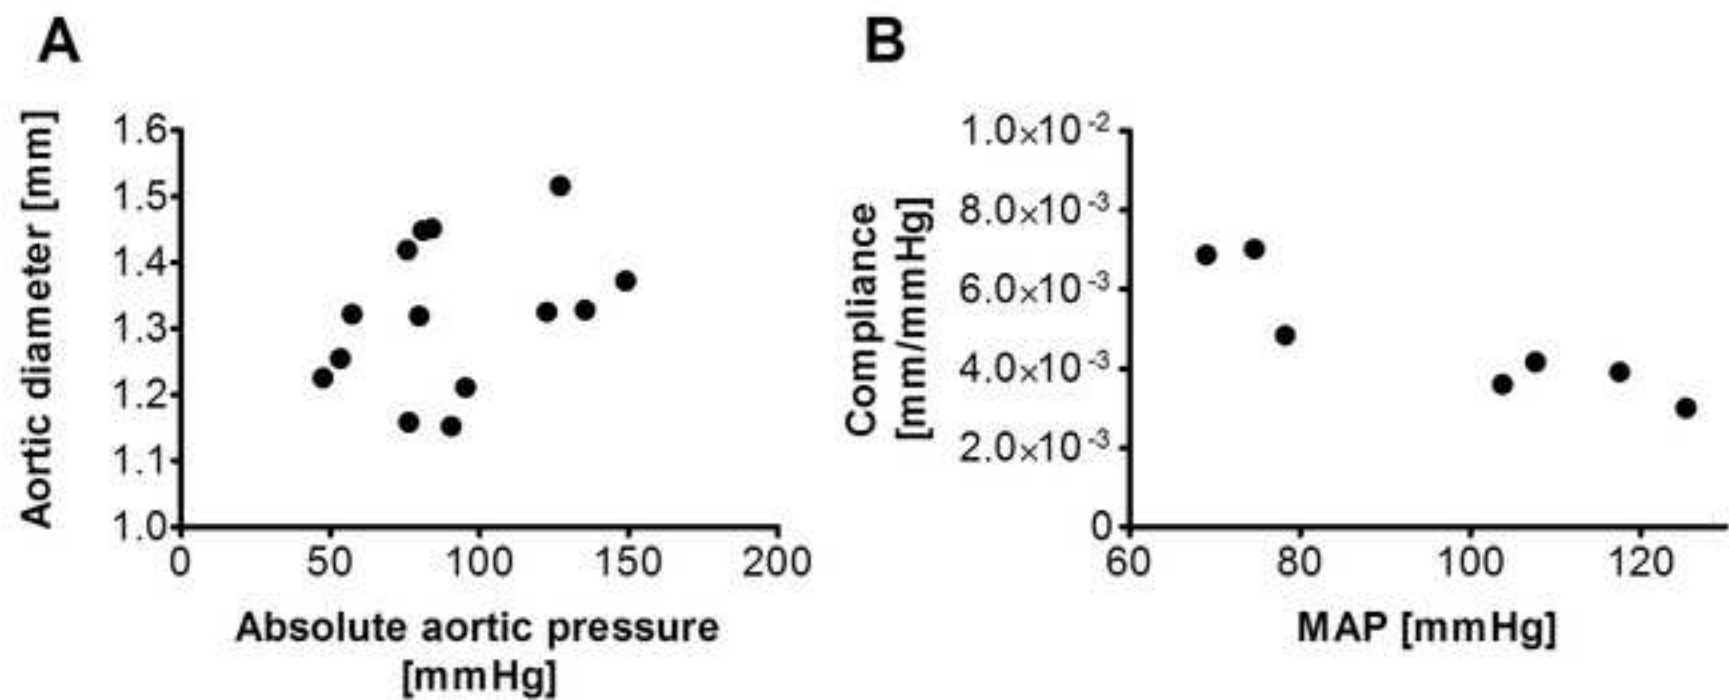 A
B
Aortic diameter [mm]
1.6
1.5
1.4
1.3
1.2
1.1
1.0
0
50
100
150
200
Absolute aortic pressure
[mmHg]
Compliance
[mm/mmHg]
1.0×10⁻²
8.0×10⁻³
6.0×10⁻³
4.0×10⁻³
2.0×10⁻³
0
60
80
100
120
MAP [mmHg]